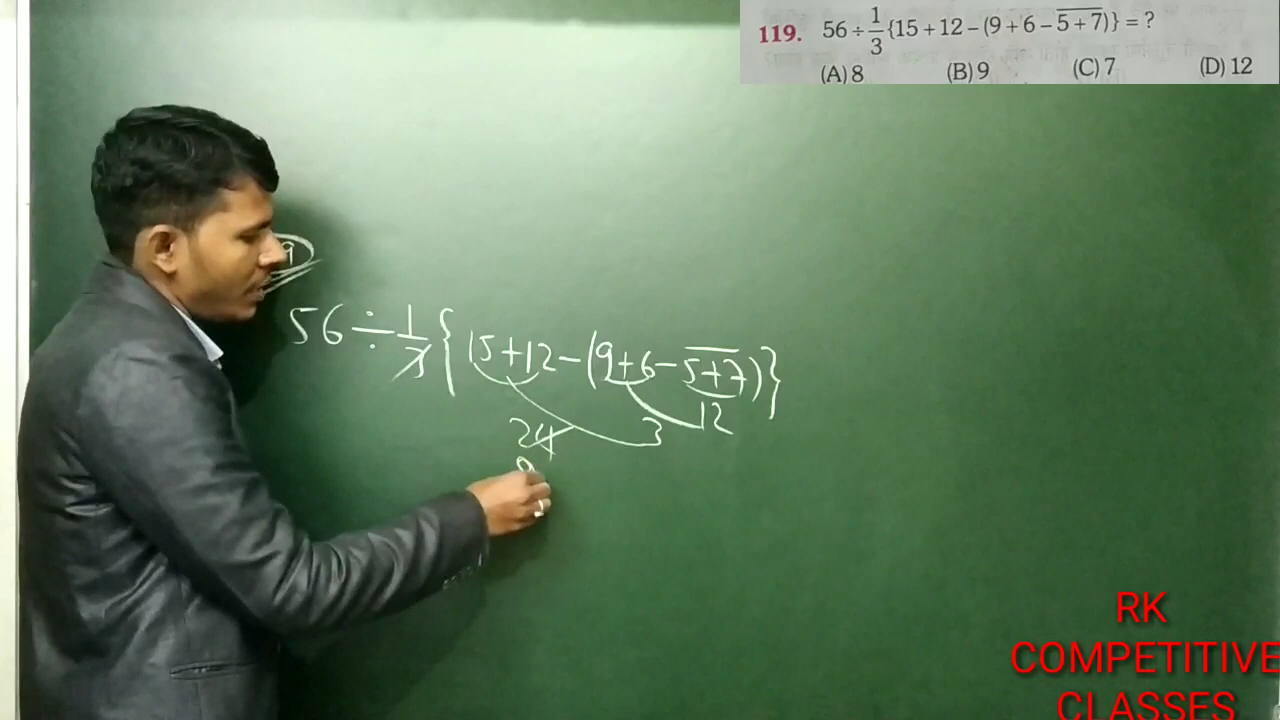 119. 56 ÷ 1/3 {15 + 12 − (9 + 6 − 5 + 7)} = ?
(A) 8 (B) 9 (C) 7 (D) 12
9
56 ÷ 1/3 { 15 + 12 − (9 + 6 − 5 + 7) }
24 3 12
RK
COMPETITIVE
CLASSES